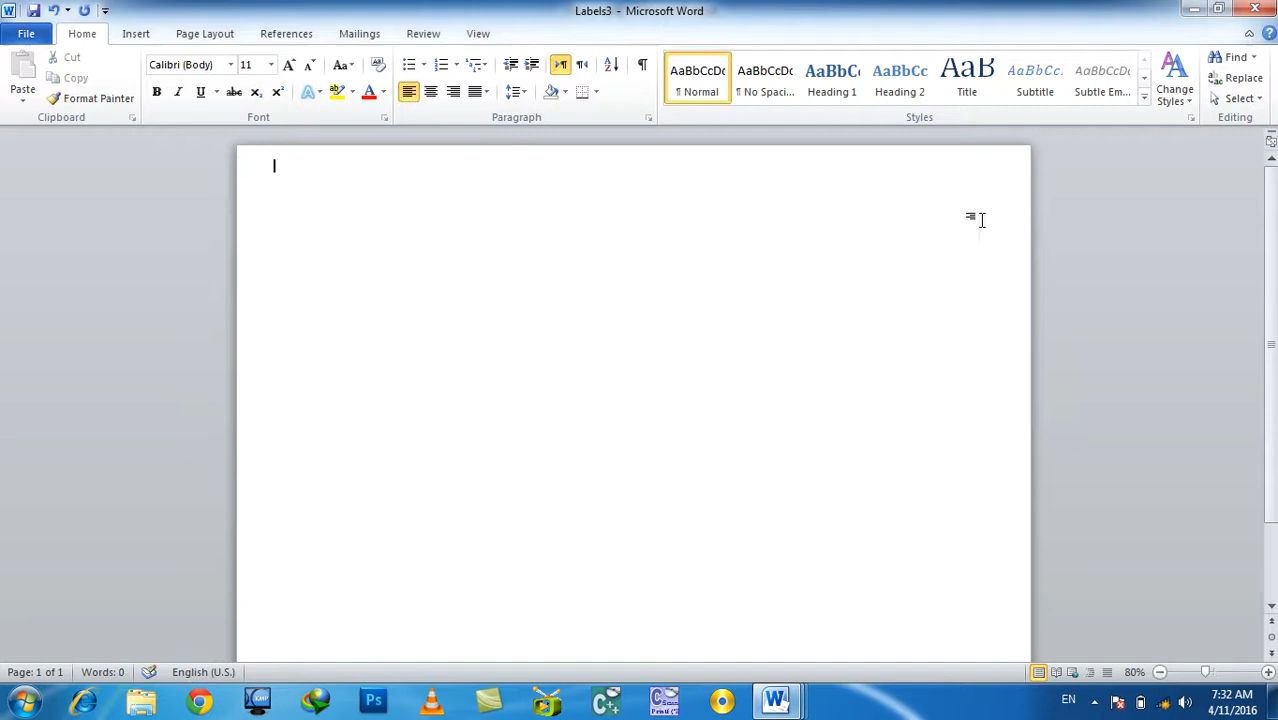 Labels3 - Microsoft Word
File Home Insert Page Layout References Mailings Review View
Paste
Cut
Copy
Format Painter
Clipboard
Calibri (Body) 11
Font
Paragraph
AaBbCcDc AaBbCcDc AaBbC AaBbCc AaB AaBbCc. AaBbCcDc
¶ Normal ¶ No Spaci... Heading 1 Heading 2 Title Subtitle Subtle Em...
Change
Styles
Styles
Find
Replace
Select
Editing
Page: 1 of 1 Words: 0 English (U.S.) 80%
EN
7:32 AM
4/11/2016